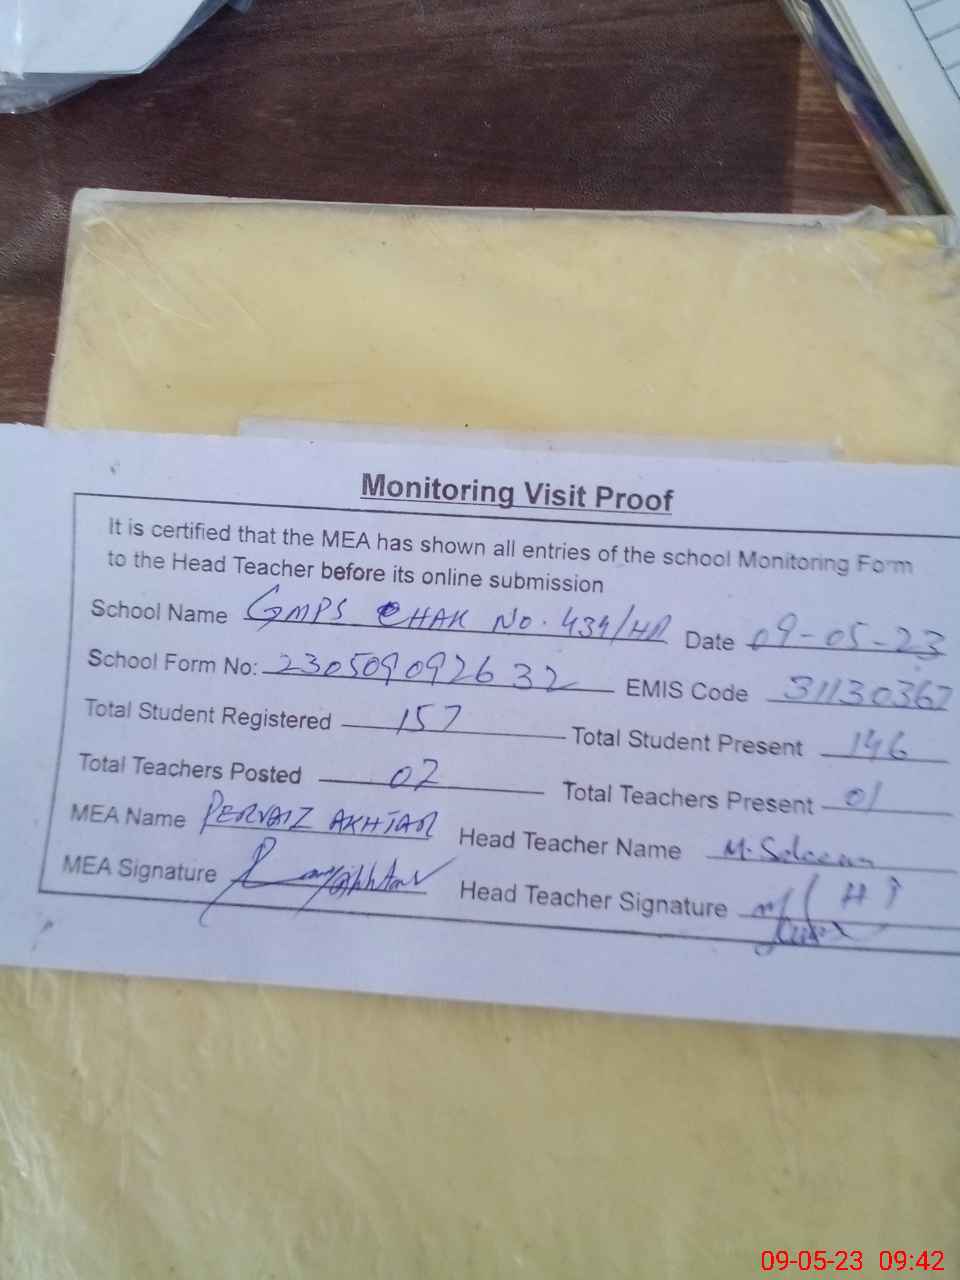 Monitoring Visit Proof
It is certified that the MEA has shown all entries of the school Monitoring Form
to the Head Teacher before its online submission
School Name GMPS CHAK No. 439/HR Date 09-05-23
School Form No: 230509092632 EMIS Code 31130367
Total Student Registered 157 Total Student Present 146
Total Teachers Posted 02 Total Teachers Present 01
MEA Name PERVAIZ AKHTAR Head Teacher Name M. Saleem
MEA Signature Head Teacher Signature
09-05-23 09:42